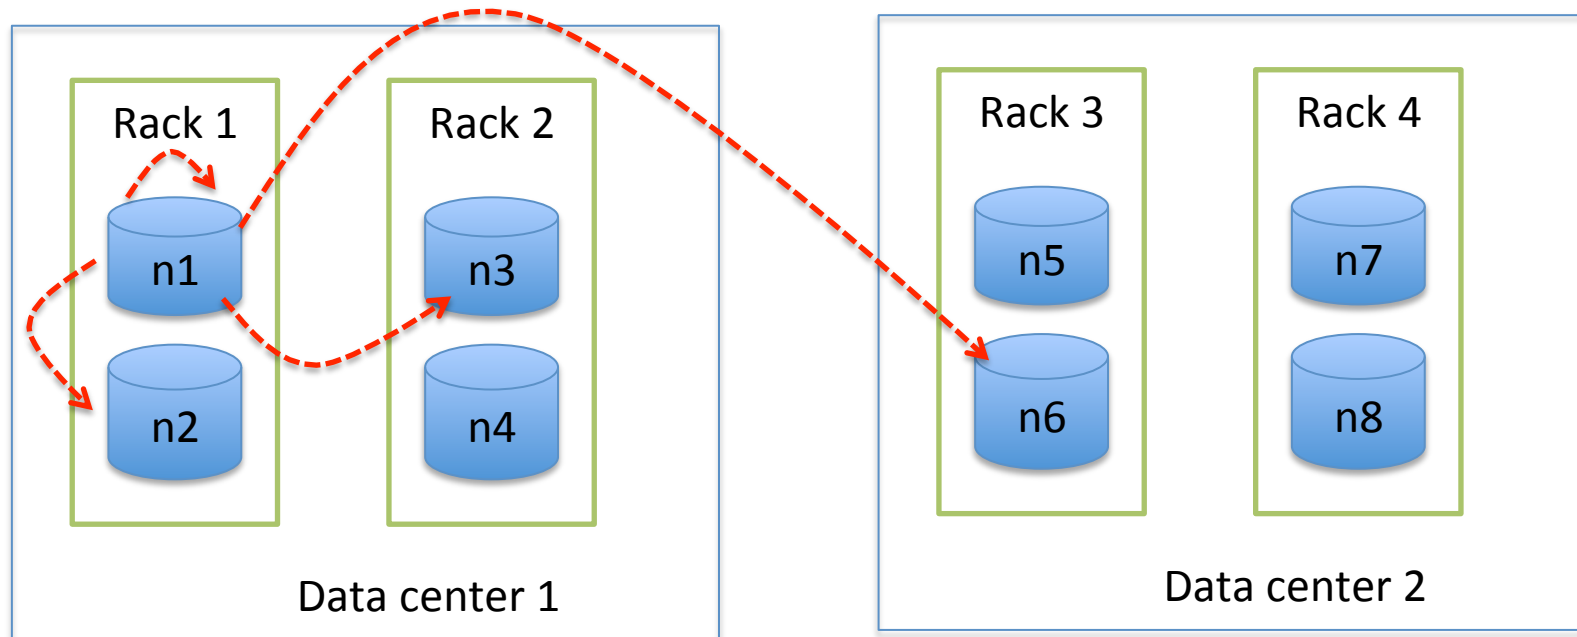 Rack 1
Rack 2
n1
n3
n2
n4
Data center 1
Rack 3
Rack 4
n5
n7
n6
n8
Data center 2